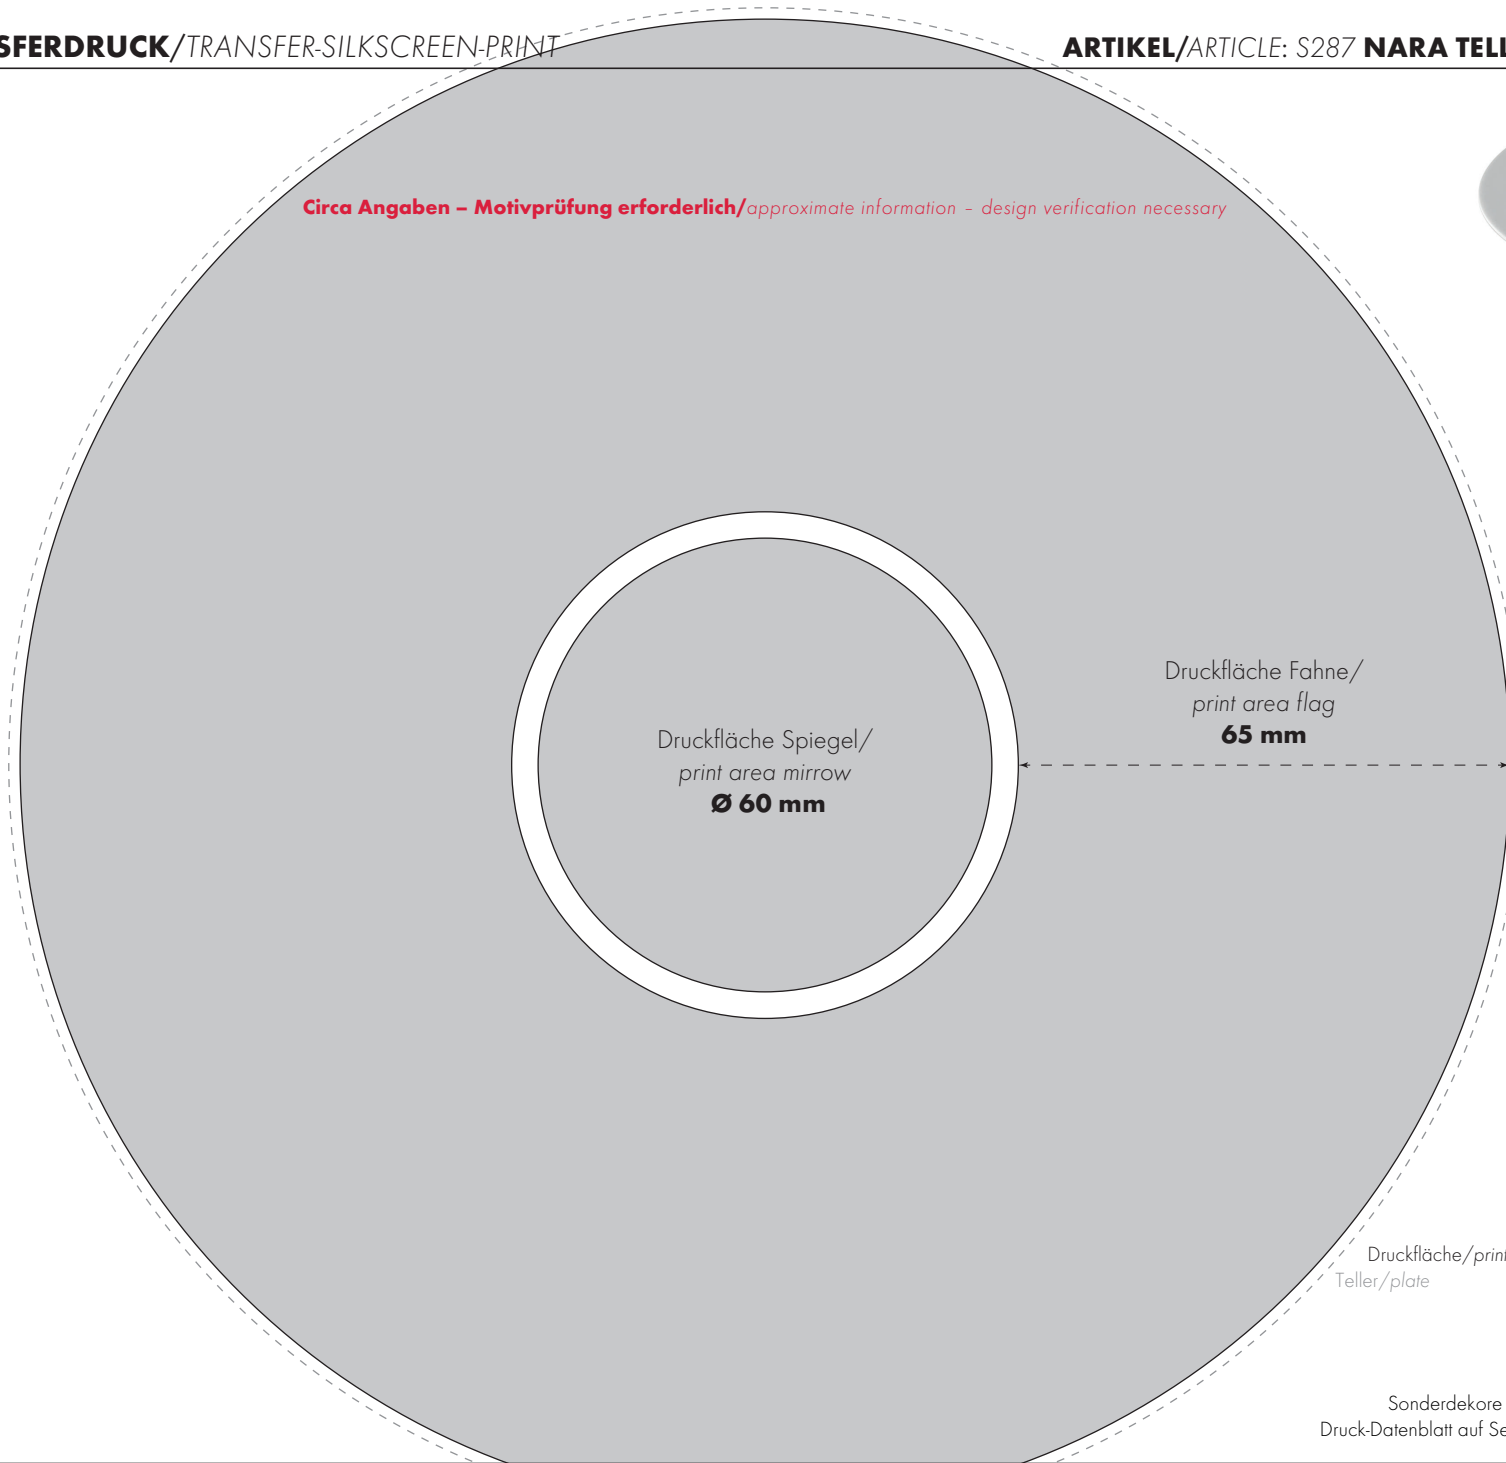 SFERDRUCK/TRANSFER-SILKSCREEN-PRINT
ARTIKEL/ARTICLE: S287 NARA TELL
Circa Angaben – Motivprüfung erforderlich/approximate information – design verification necessary
Druckfläche Fahne/
print area flag
65 mm
Druckfläche Spiegel/
print area mirrow
Ø 60 mm
Druckfläche/print
Teller/plate
Sonderdekore
Druck-Datenblatt auf Se